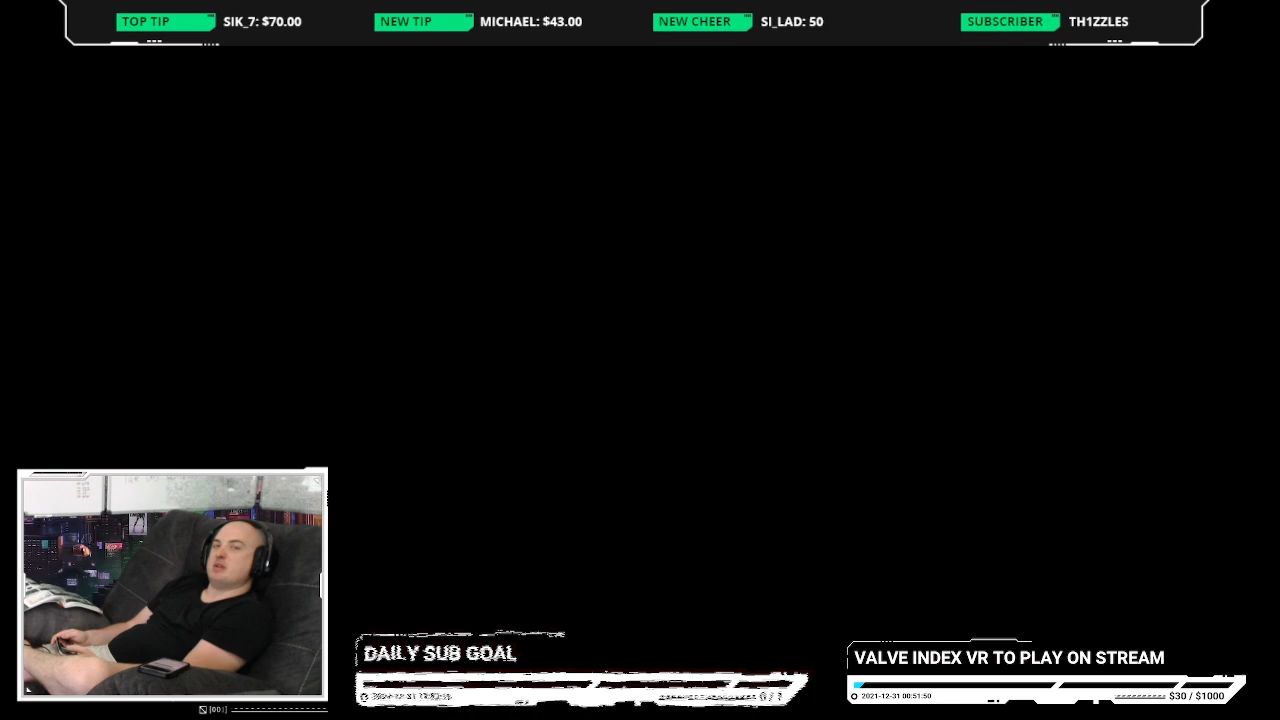 TOP TIP SIK_7: $70.00 NEW TIP MICHAEL: $43.00 NEW CHEER SI_LAD: 50 SUBSCRIBER TH1ZZLES
DAILY SUB GOAL
VALVE INDEX VR TO PLAY ON STREAM
2021-12-31 00:51:50 $30 / $1000
[00]